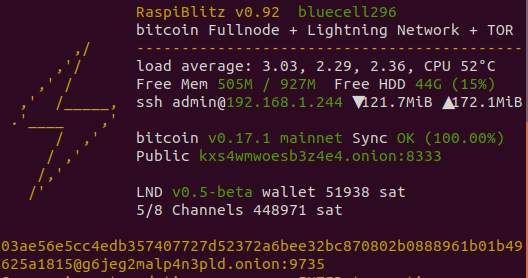 RaspiBlitz v0.92 bluecell296
bitcoin Fullnode + Lightning Network + TOR
load average: 3.03, 2.29, 2.36, CPU 52°C
Free Mem 505M / 927M Free HDD 44G (15%)
ssh admin@192.168.1.244 ▼121.7MiB ▲172.1MiB
bitcoin v0.17.1 mainnet Sync OK (100.00%)
Public kxs4wmwoesb3z4e4.onion:8333
LND v0.5-beta wallet 51938 sat
5/8 Channels 448971 sat
03ae56e5cc4edb357407727d52372a6bee32bc870802b0888961b01b49
625a1815@g6jeg2malp4n3pld.onion:9735